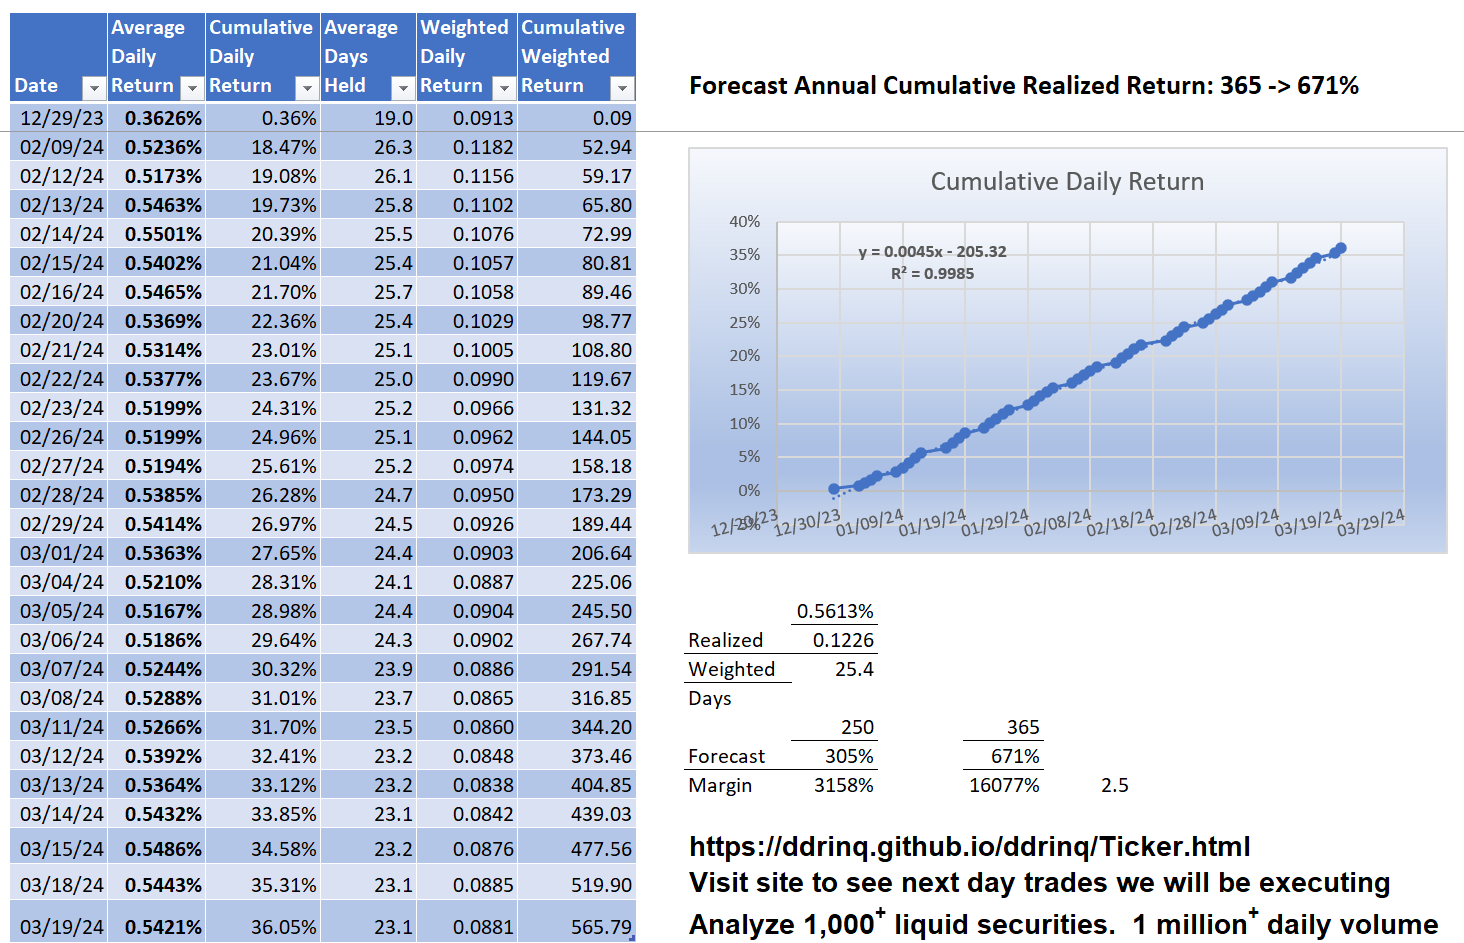 Date Average Daily Return Cumulative Daily Return Average Days Held Weighted Daily Return Cumulative Weighted Return
12/29/23 0.3626% 0.36% 19.0 0.0913 0.09
02/09/24 0.5236% 18.47% 26.3 0.1182 52.94
02/12/24 0.5173% 19.08% 26.1 0.1156 59.17
02/13/24 0.5463% 19.73% 25.8 0.1102 65.80
02/14/24 0.5501% 20.39% 25.5 0.1076 72.99
02/15/24 0.5402% 21.04% 25.4 0.1057 80.81
02/16/24 0.5465% 21.70% 25.7 0.1058 89.46
02/20/24 0.5369% 22.36% 25.4 0.1029 98.77
02/21/24 0.5314% 23.01% 25.1 0.1005 108.80
02/22/24 0.5377% 23.67% 25.0 0.0990 119.67
02/23/24 0.5199% 24.31% 25.2 0.0966 131.32
02/26/24 0.5199% 24.96% 25.1 0.0962 144.05
02/27/24 0.5194% 25.61% 25.2 0.0974 158.18
02/28/24 0.5385% 26.28% 24.7 0.0950 173.29
02/29/24 0.5414% 26.97% 24.5 0.0926 189.44
03/01/24 0.5363% 27.65% 24.4 0.0903 206.64
03/04/24 0.5210% 28.31% 24.1 0.0887 225.06
03/05/24 0.5167% 28.98% 24.4 0.0904 245.50
03/06/24 0.5186% 29.64% 24.3 0.0902 267.74
03/07/24 0.5244% 30.32% 23.9 0.0886 291.54
03/08/24 0.5288% 31.01% 23.7 0.0865 316.85
03/11/24 0.5266% 31.70% 23.5 0.0860 344.20
03/12/24 0.5392% 32.41% 23.2 0.0848 373.46
03/13/24 0.5364% 33.12% 23.2 0.0838 404.85
03/14/24 0.5432% 33.85% 23.1 0.0842 439.03
03/15/24 0.5486% 34.58% 23.2 0.0876 477.56
03/18/24 0.5443% 35.31% 23.1 0.0885 519.90
03/19/24 0.5421% 36.05% 23.1 0.0881 565.79
Forecast Annual Cumulative Realized Return: 365 -> 671%
Cumulative Daily Return
y = 0.0045x - 205.32
R² = 0.9985
40%
35%
30%
25%
20%
15%
10%
5%
0%
-5%
12/20/23 12/30/23 01/09/24 01/19/24 01/29/24 02/08/24 02/18/24 02/28/24 03/09/24 03/19/24 03/29/24
0.5613%
Realized 0.1226
Weighted 25.4
Days
250 365
Forecast 305% 671%
Margin 3158% 16077% 2.5
https://ddrinq.github.io/ddrinq/Ticker.html
Visit site to see next day trades we will be executing
Analyze 1,000+ liquid securities. 1 million+ daily volume